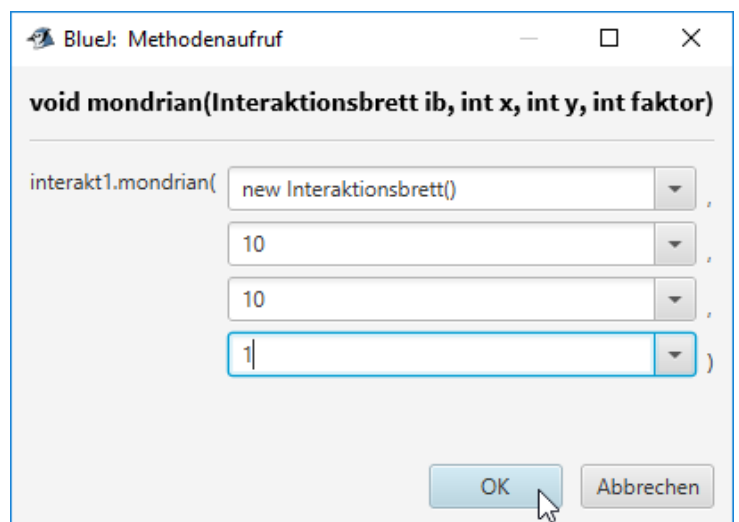 BlueJ: Methodenaufruf
void mondrian(Interaktionsbrett ib, int x, int y, int faktor)
interakt1.mondrian( new Interaktionsbrett() ,
10 ,
10 ,
1 )
OK Abbrechen